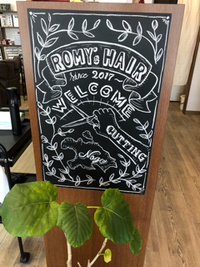 ROMY'S HAIR
Since 2017
WELCOME
CUTTING